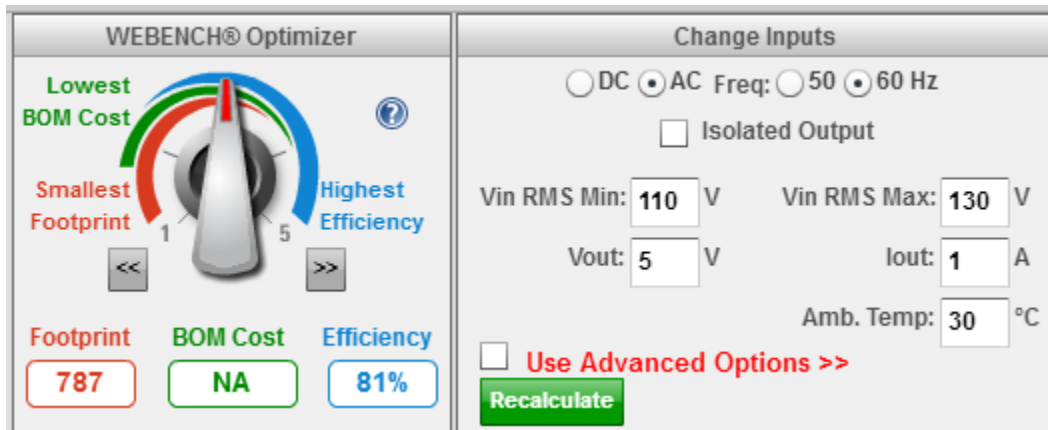 WEBENCH® Optimizer
Lowest
BOM Cost
?
Smallest
Footprint
Highest
Efficiency
1
5
<<
>>
Footprint BOM Cost Efficiency
787 NA 81%
Change Inputs
DC AC Freq: 50 60 Hz
Isolated Output
Vin RMS Min: 110 V Vin RMS Max: 130 V
Vout: 5 V Iout: 1 A
Amb. Temp: 30 °C
Use Advanced Options >>
Recalculate